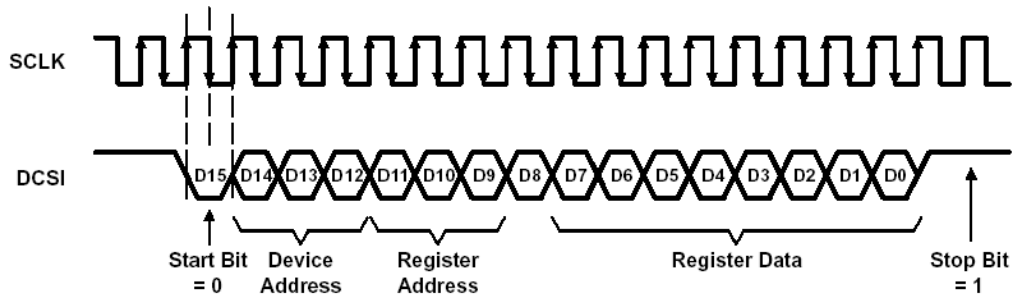 SCLK
DCSI
D15 D14 D13 D12 D11 D10 D9 D8 D7 D6 D5 D4 D3 D2 D1 D0
Start Bit
= 0
Device
Address
Register
Address
Register Data
Stop Bit
= 1